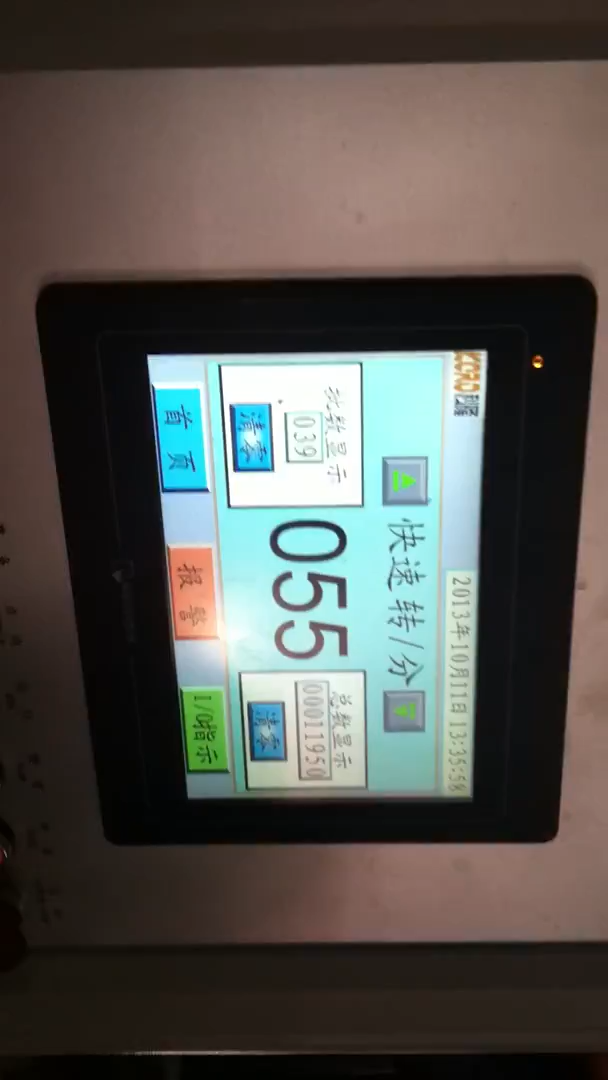 2013年10月11日 13:35:58
快速转/分
批数显示
039
清零
055
总数显示
00011950
清零
首页
报警
I/O指示